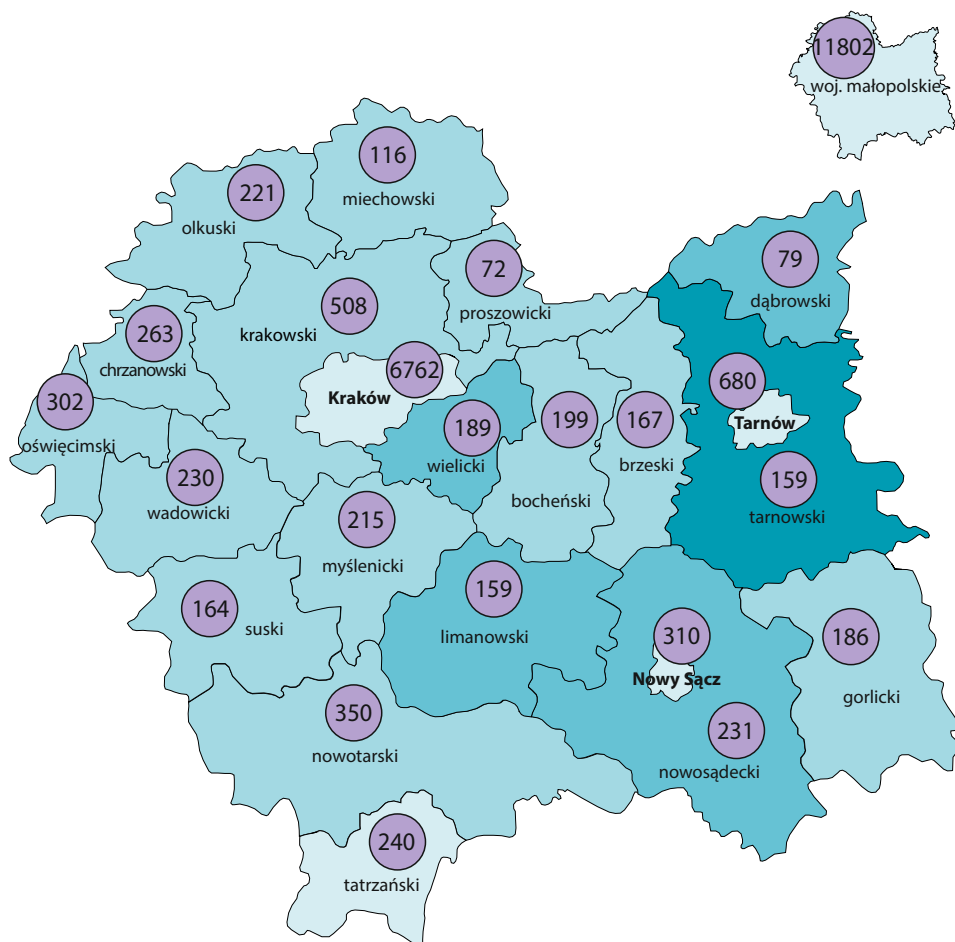 11802
woj. małopolskie
116
miechowski
221
olkuski
72
proszowicki
79
dąbrowski
508
krakowski
263
chrzanowski
6762
Kraków
302
oświęcimski
680
Tarnów
189
wielicki
199
bocheński
167
brzeski
230
wadowicki
159
tarnowski
215
myślenicki
164
suski
159
limanowski
310
Nowy Sącz
186
gorlicki
350
nowotarski
231
nowosądecki
240
tatrzański